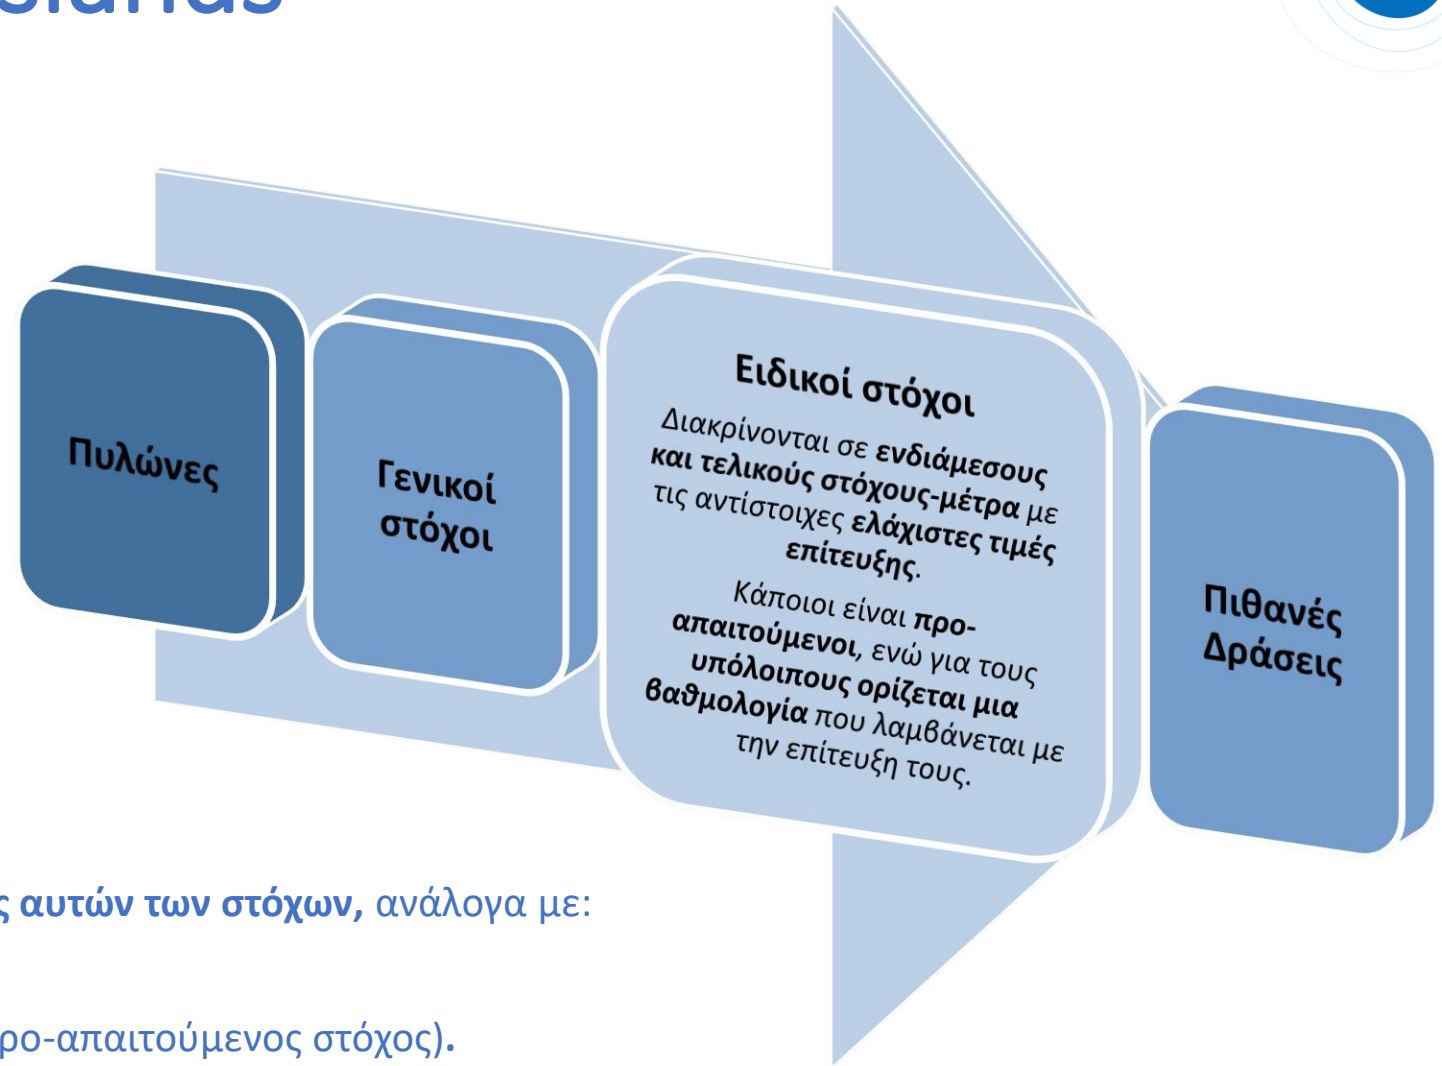 Πυλώνες
Γενικοί
στόχοι
Ειδικοί στόχοι
Διακρίνονται σε ενδιάμεσους
και τελικούς στόχους-μέτρα με
τις αντίστοιχες ελάχιστες τιμές
επίτευξης.
Κάποιοι είναι προ-
απαιτούμενοι, ενώ για τους
υπόλοιπους ορίζεται μια
βαθμολογία που λαμβάνεται με
την επίτευξη τους.
Πιθανές
Δράσεις
ς αυτών των στόχων, ανάλογα με:
ρο-απαιτούμενος στόχος).